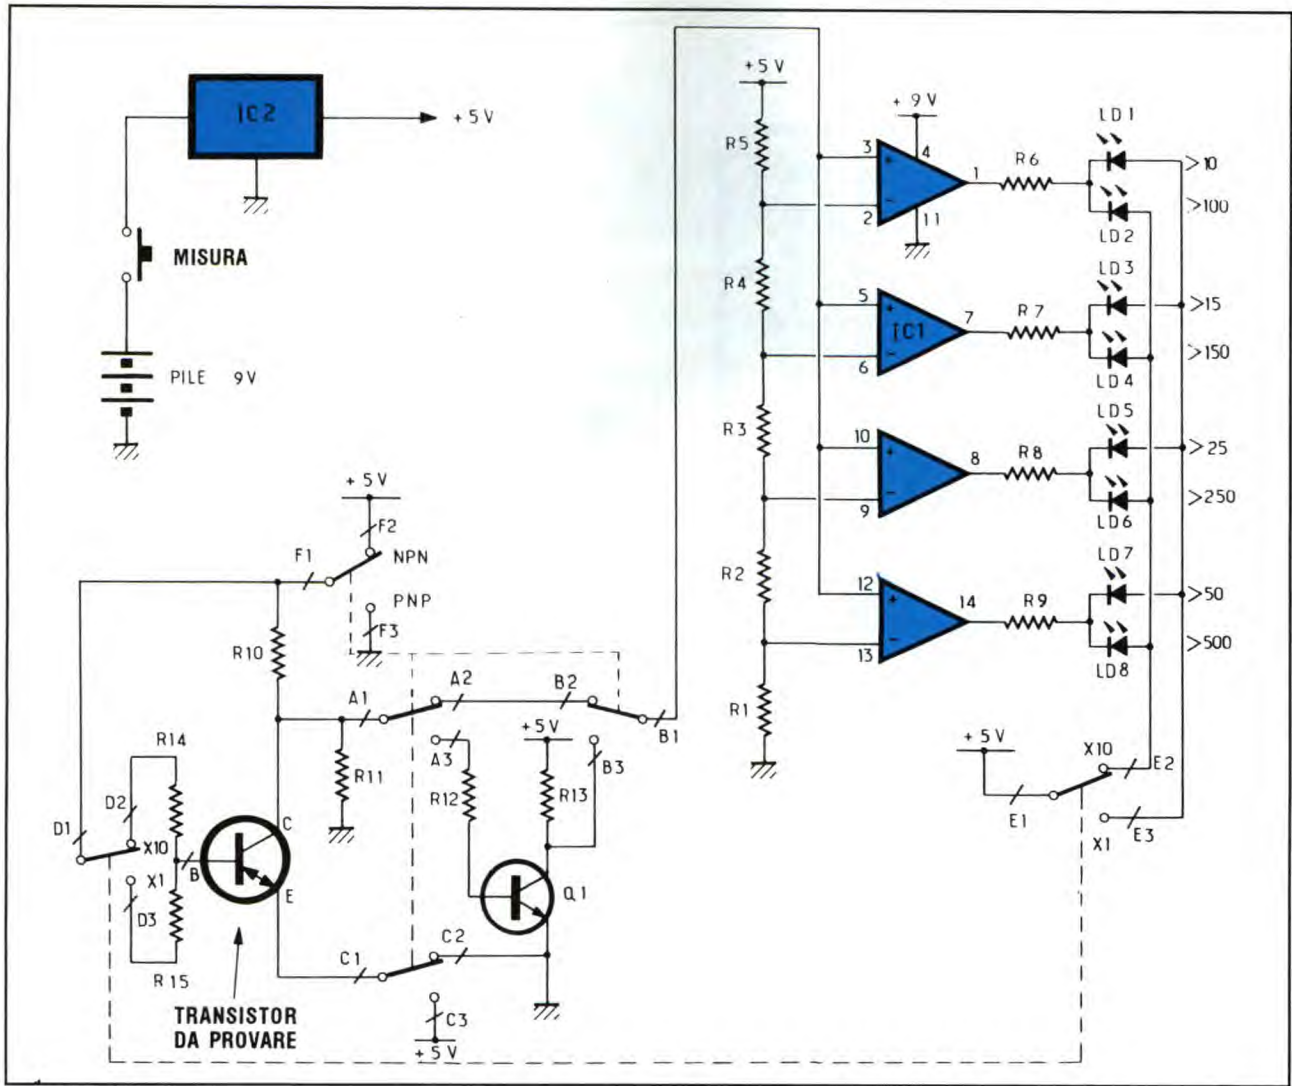 IC2
+5V
MISURA
PILE 9V
+5V
R5
+9V
3
+
4
1
2
−
11
R6
LD1
>10
>100
LD2
R4
5
+
IC1
7
6
−
R7
LD3
>15
>150
LD4
R3
10
+
8
9
−
R8
LD5
>25
>250
LD6
R2
12
+
14
13
−
R9
LD7
>50
>500
LD8
R1
+5V
F2
F1
NPN
PNP
F3
R10
A1
A2
B2
B1
A3
+5V
B3
R11
R12
R13
R14
D2
D1
X10
X1
B
D3
R15
C
E
Q1
C1
C2
C3
+5V
TRANSISTOR
DA PROVARE
+5V
X10
E2
E1
X1
E3